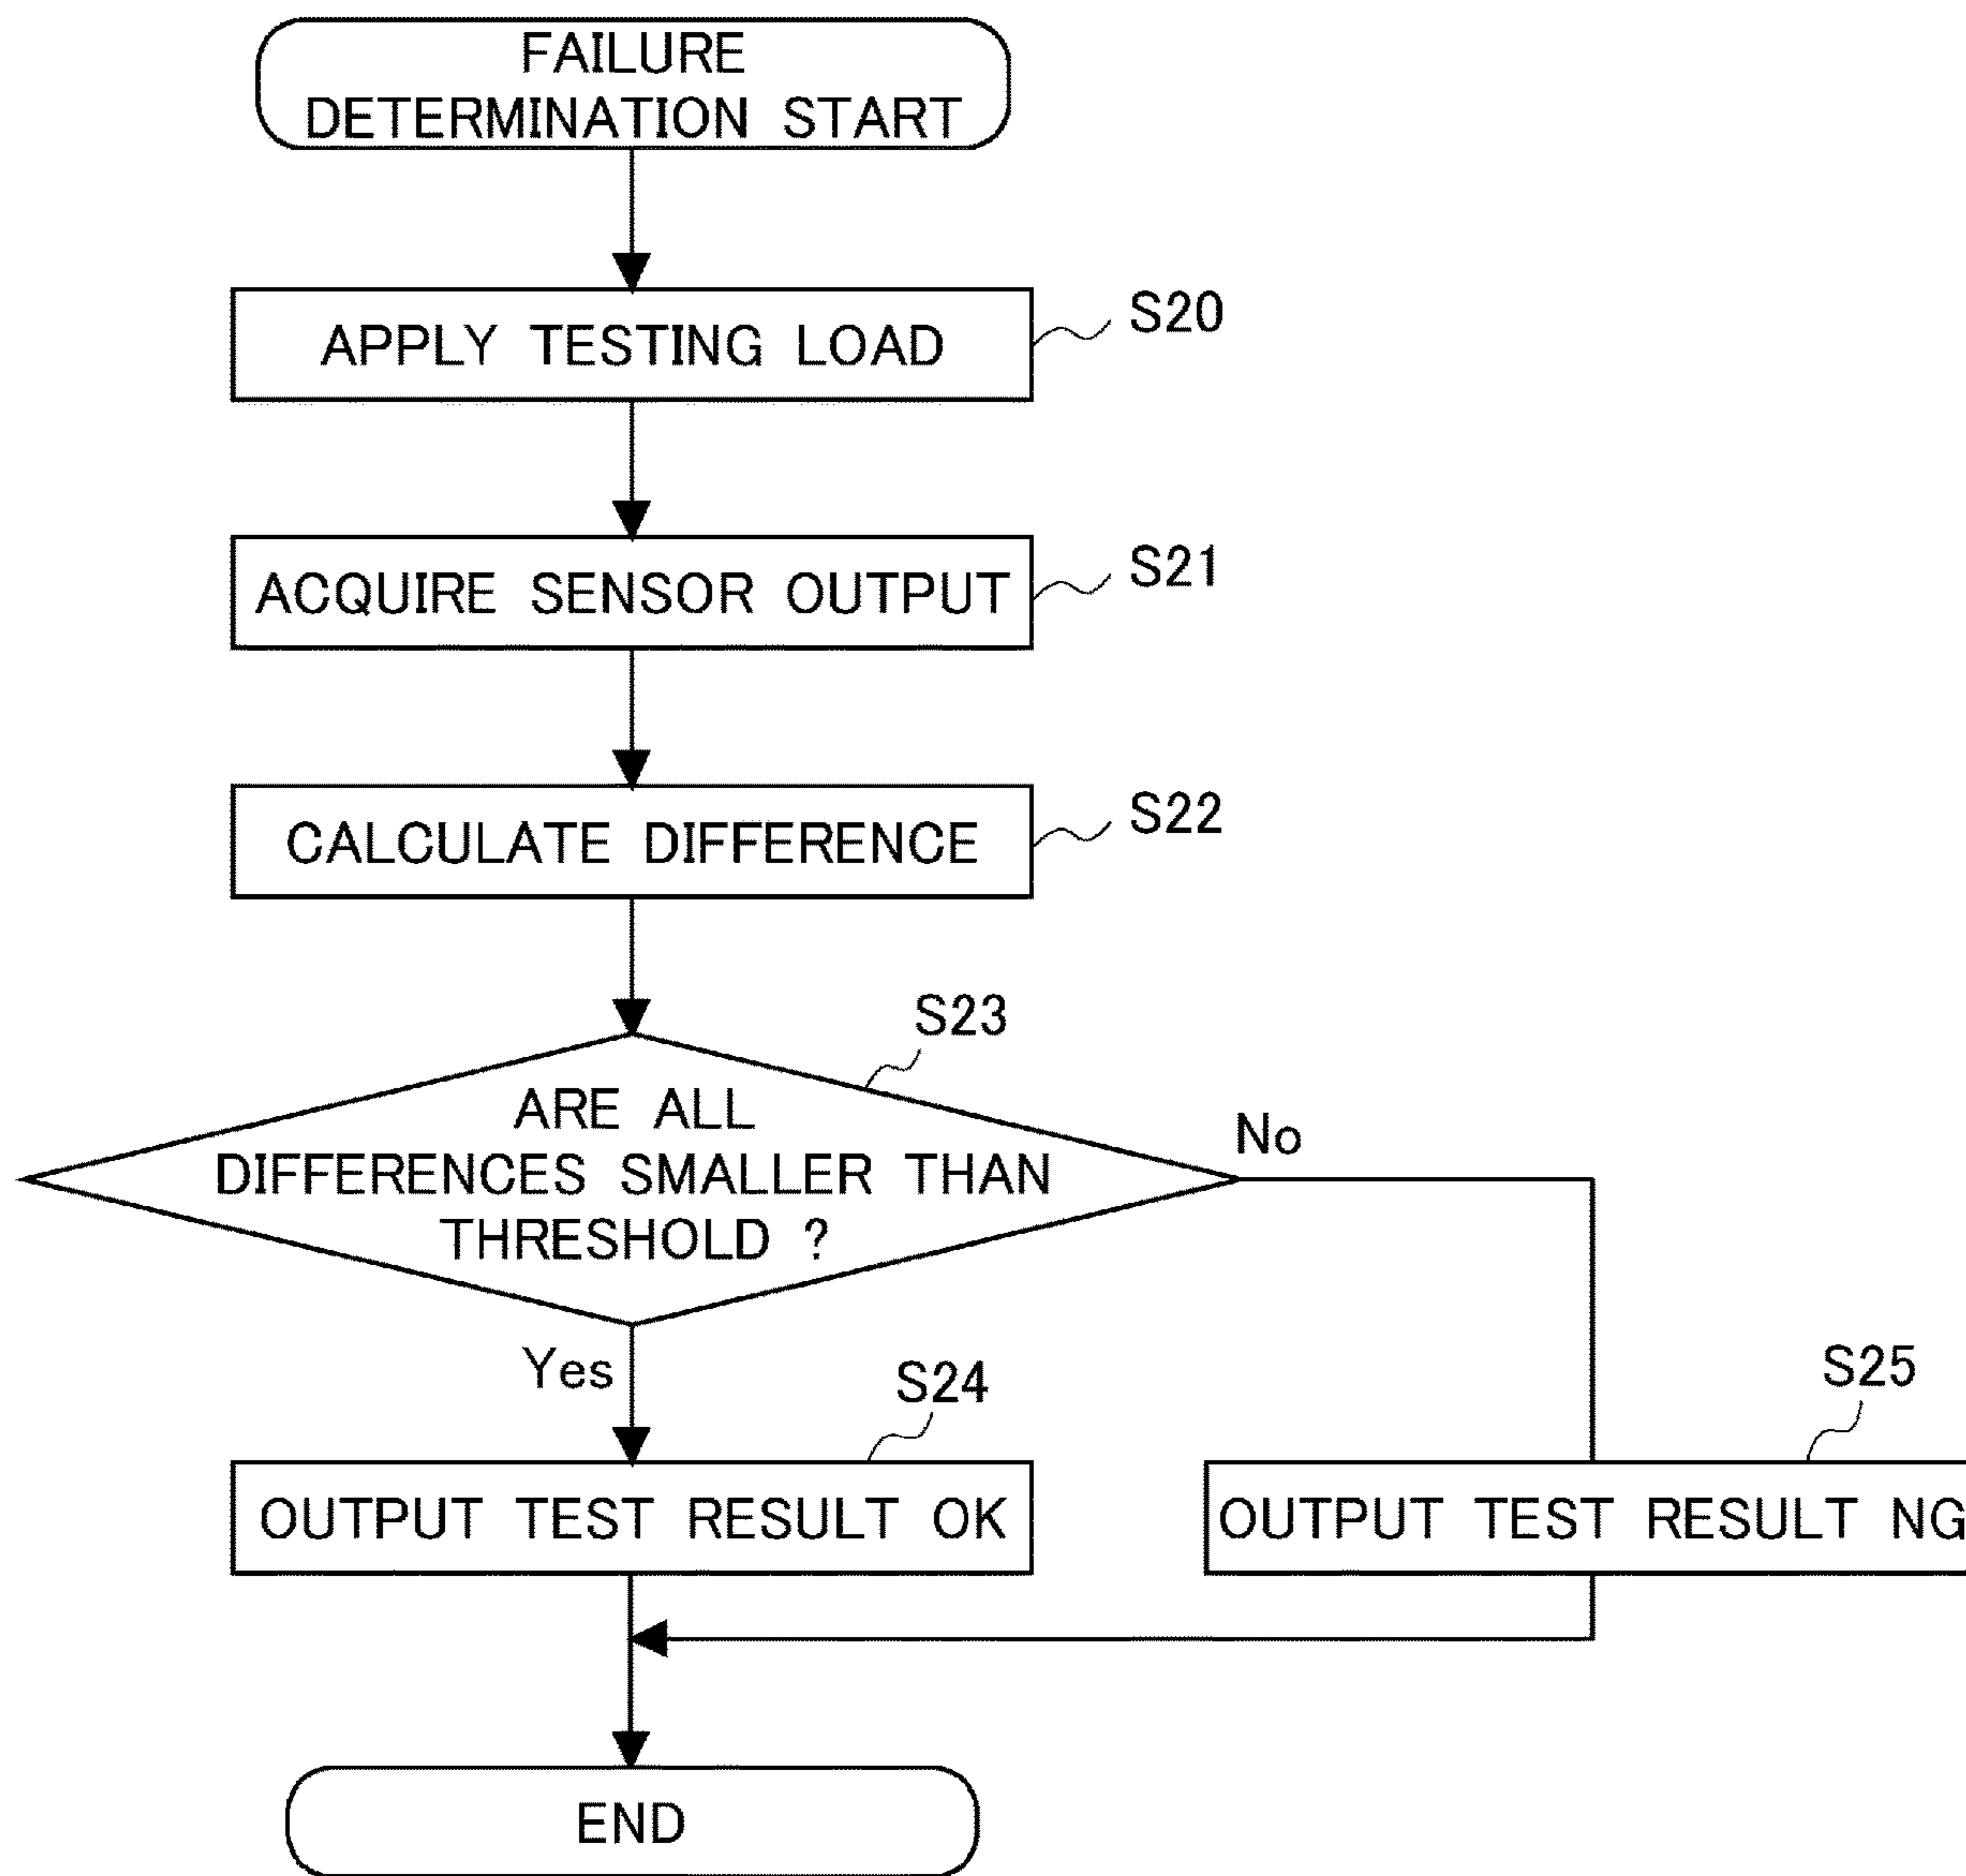 FAILURE
DETERMINATION START
APPLY TESTING LOAD
S20
ACQUIRE SENSOR OUTPUT
S21
CALCULATE DIFFERENCE
S22
S23
ARE ALL
DIFFERENCES SMALLER THAN
THRESHOLD ?
No
Yes
S24
OUTPUT TEST RESULT OK
S25
OUTPUT TEST RESULT NG
END